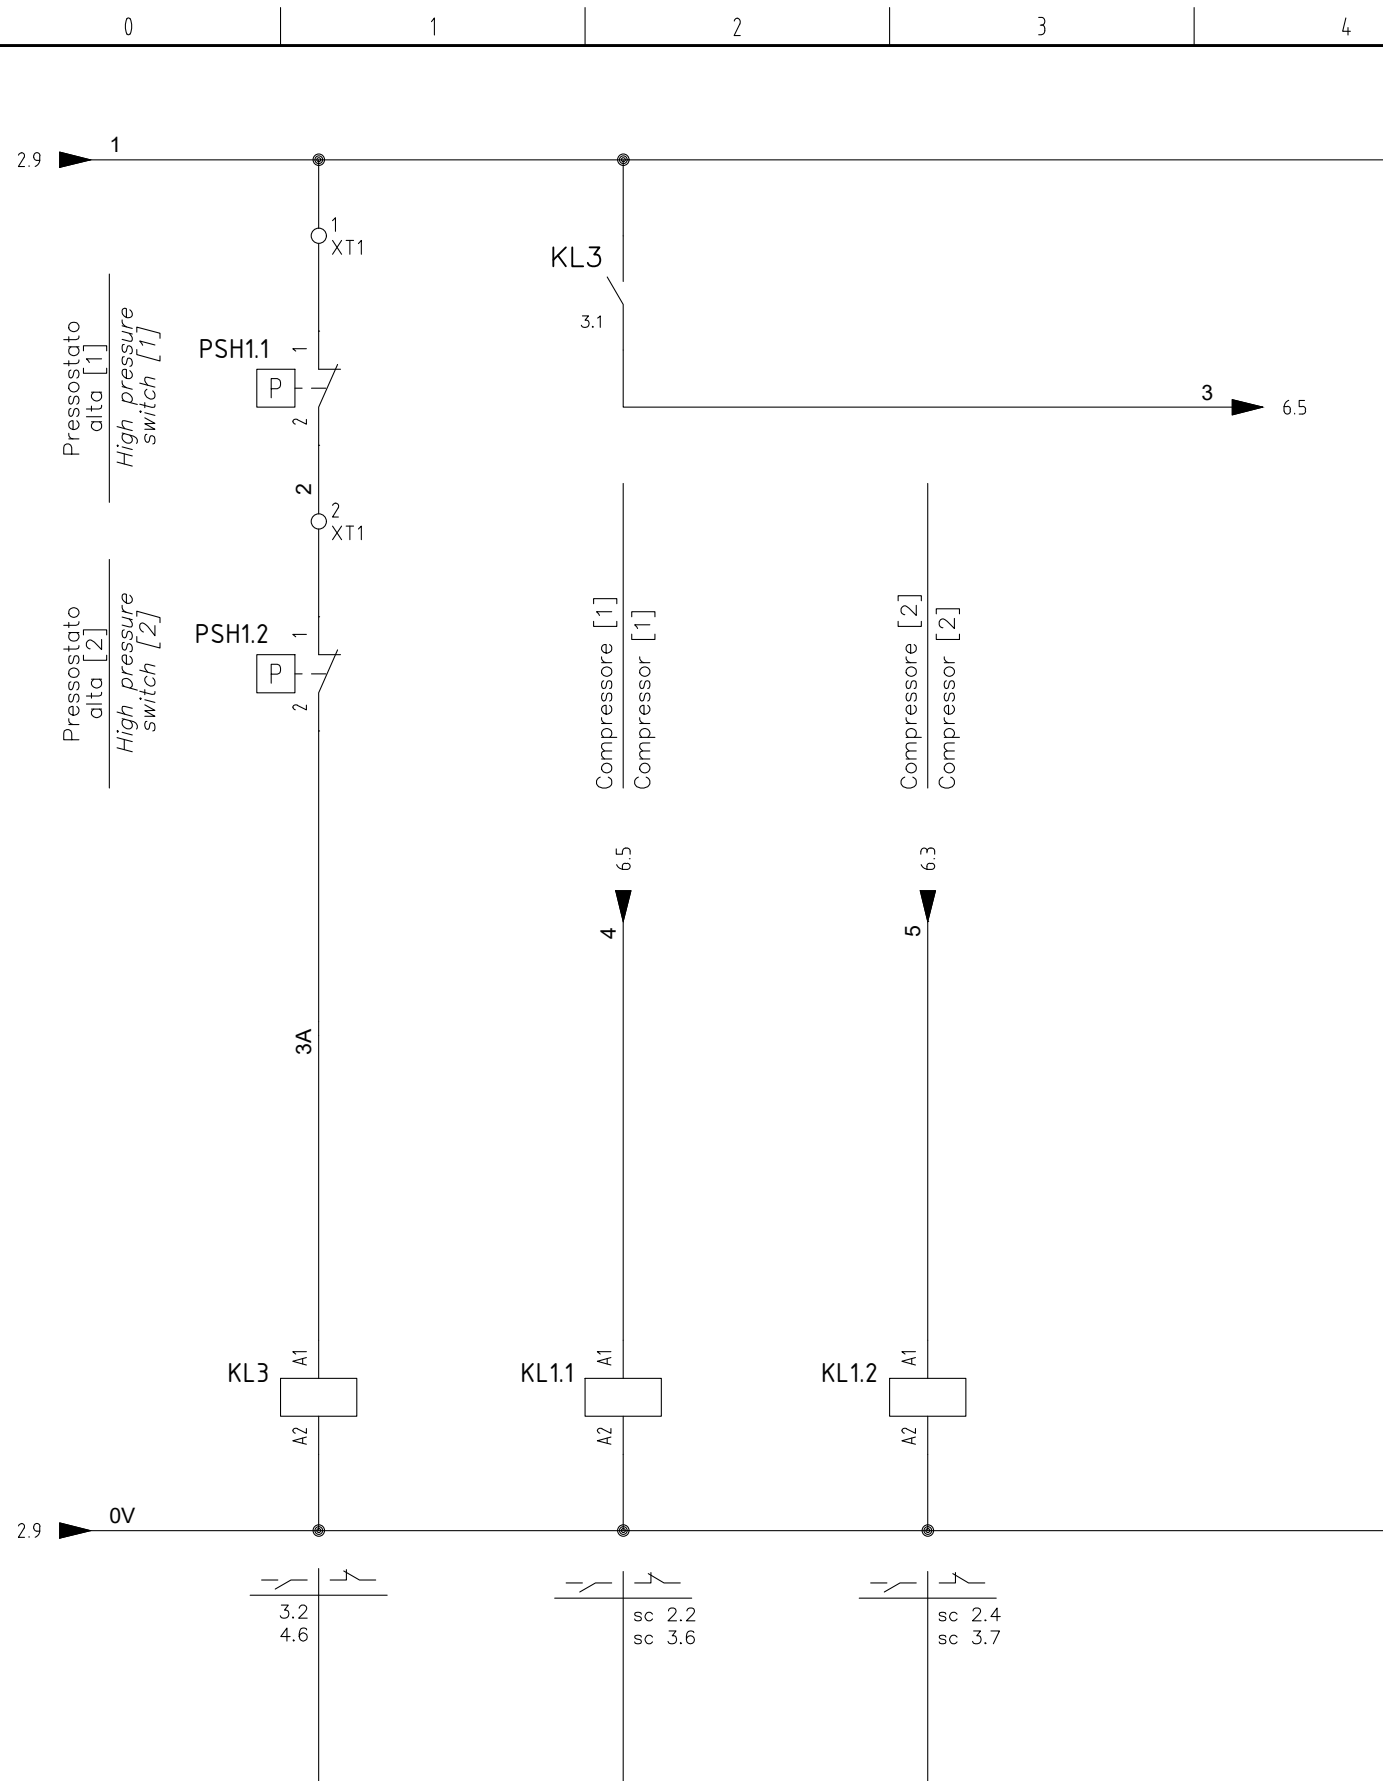 0 1 2 3 4
2.9 1
1
XT1
KL3
3.1
Pressostato
alta [1]
High pressure
switch [1]
PSH1.1 1
P
2
3 6.5
2
2
XT1
Pressostato
alta [2]
High pressure
switch [2]
PSH1.2 1
P
2
Compressore [1]
Compressor [1]
Compressore [2]
Compressor [2]
6.5
6.3
4
5
3A
KL3 A1
A2
KL1.1 A1
A2
KL1.2 A1
A2
2.9 0V
3.2
4.6
sc 2.2
sc 3.6
sc 2.4
sc 3.7